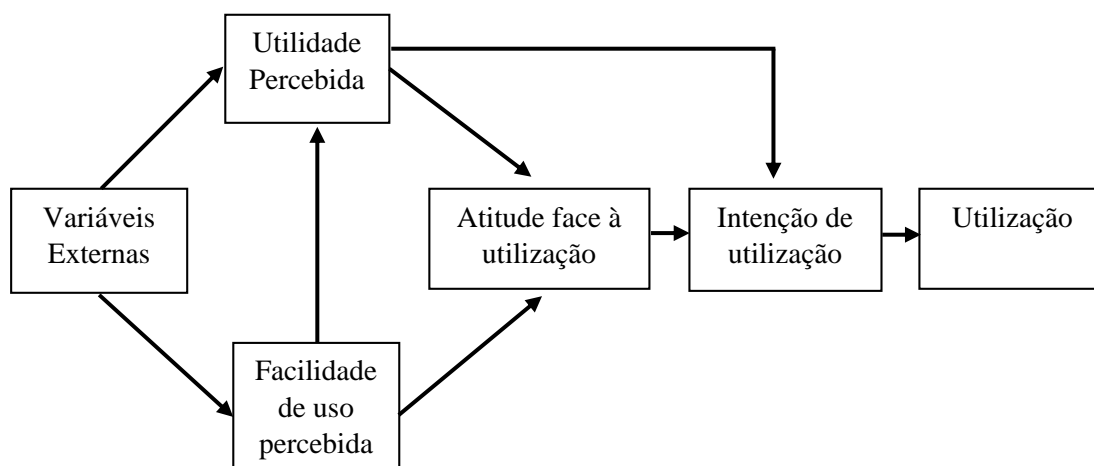 Utilidade
Percebida
Variáveis
Externas
Atitude face à
utilização
Intenção de
utilização
Utilização
Facilidade
de uso
percebida